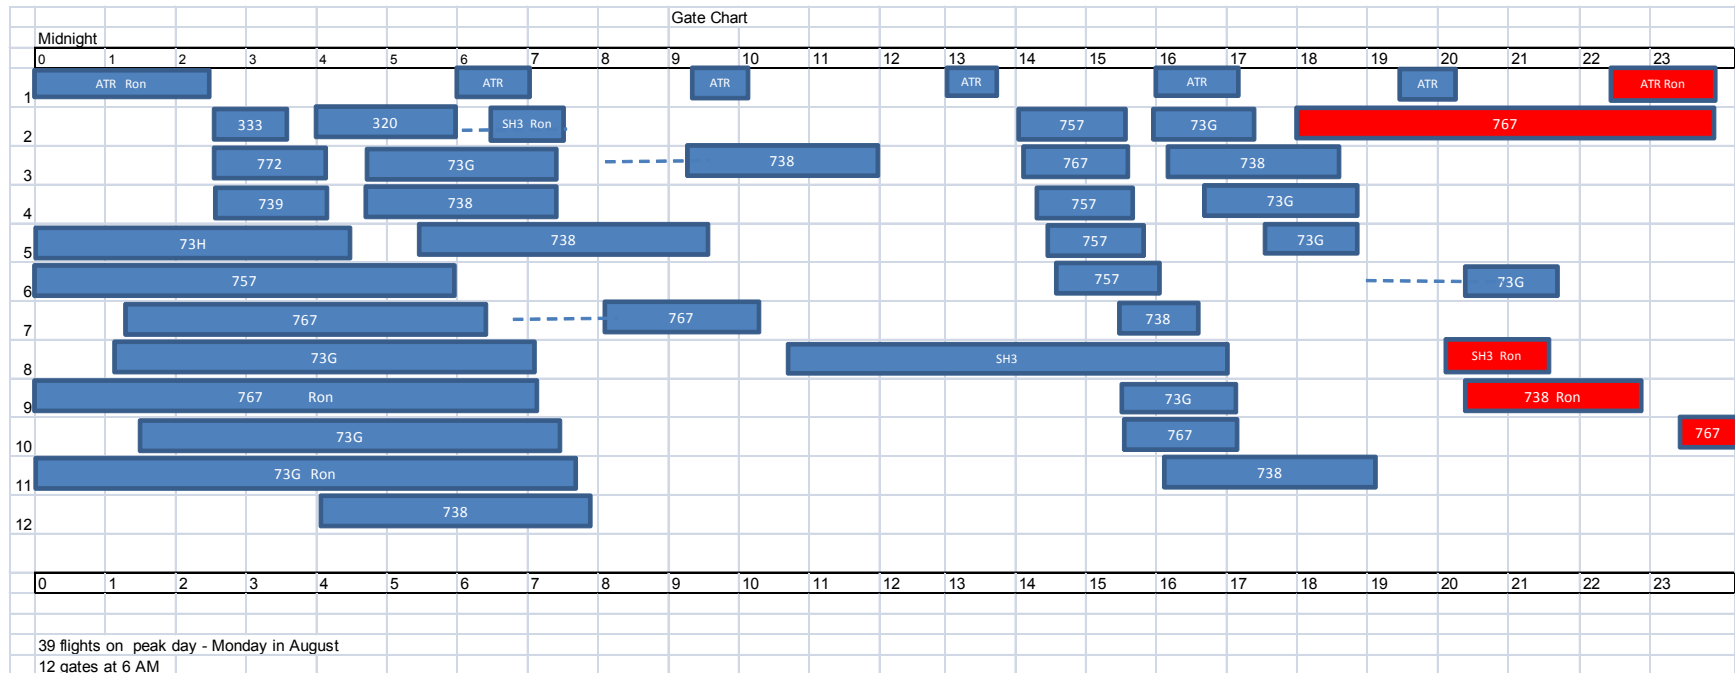 Gate Chart
Midnight
0 1 2 3 4 5 6 7 8 9 10 11 12 13 14 15 16 17 18 19 20 21 22 23
1 ATR Ron ATR ATR ATR ATR ATR ATR Ron
2 333 320 SH3 Ron 757 73G 767
3 772 73G 738 767 738
4 739 738 757 73G
5 73H 738 757 73G
6 757 757 73G
7 767 767 738
8 73G SH3 SH3 Ron
9 767 Ron 73G 738 Ron
10 73G 767 767
11 73G Ron 738
12 738
0 1 2 3 4 5 6 7 8 9 10 11 12 13 14 15 16 17 18 19 20 21 22 23
39 flights on peak day - Monday in August
12 gates at 6 AM